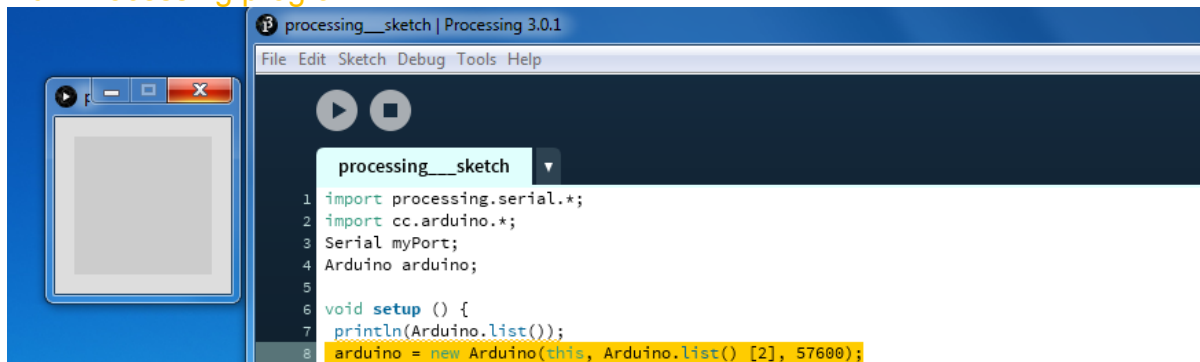 processing___sketch | Processing 3.0.1
File Edit Sketch Debug Tools Help
processing___sketch
1 import processing.serial.*;
2 import cc.arduino.*;
3 Serial myPort;
4 Arduino arduino;
5
6 void setup () {
7 println(Arduino.list());
8 arduino = new Arduino(this, Arduino.list() [2], 57600);